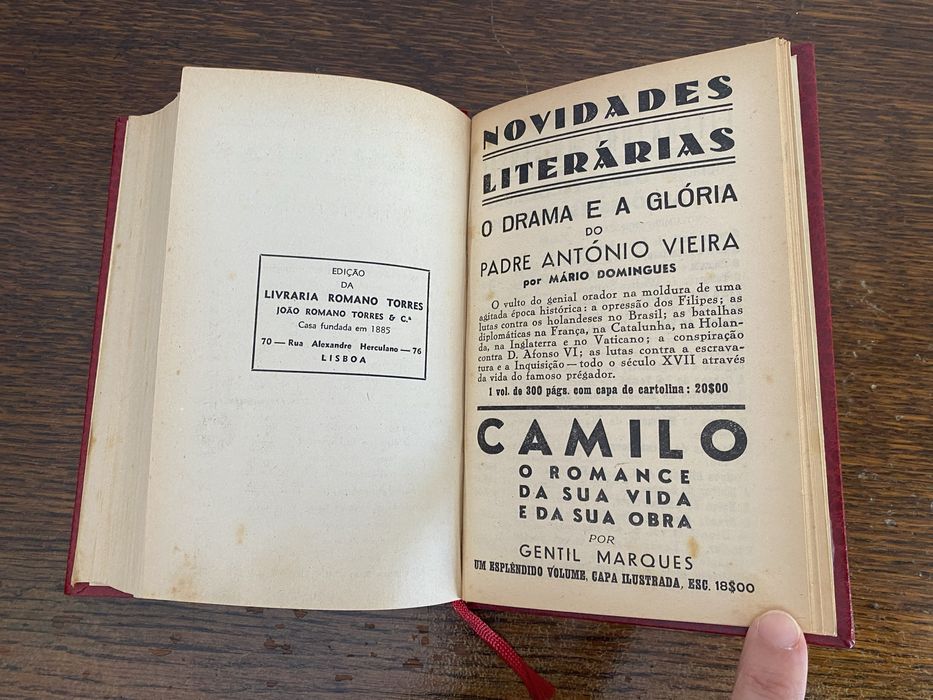 EDIÇÃO
DA
LIVRARIA ROMANO TORRES
JOÃO ROMANO TORRES & C.ª
Casa fundada em 1885
70 — Rua Alexandre Herculano — 76
LISBOA
NOVIDADES
LITERÁRIAS
O DRAMA E A GLÓRIA
DO
PADRE ANTÓNIO VIEIRA
por MÁRIO DOMINGUES
O vulto do genial orador na moldura de uma
agitada época histórica: a opressão dos Filipes; as
lutas contra os holandeses no Brasil; as batalhas
diplomáticas na França, na Catalunha, na Holan-
da, na Inglaterra e no Vaticano; a conspiração
contra D. Afonso VI; as lutas contra a escrava-
tura e a Inquisição — todo o século XVII através
da vida do famoso prégador.
1 vol. de 300 págs. com capa de cartolina: 20$00
CAMILO
O ROMANCE
DA SUA VIDA
E DA SUA OBRA
POR
GENTIL MARQUES
UM ESPLÊNDIDO VOLUME, CAPA ILUSTRADA, ESC. 18$00